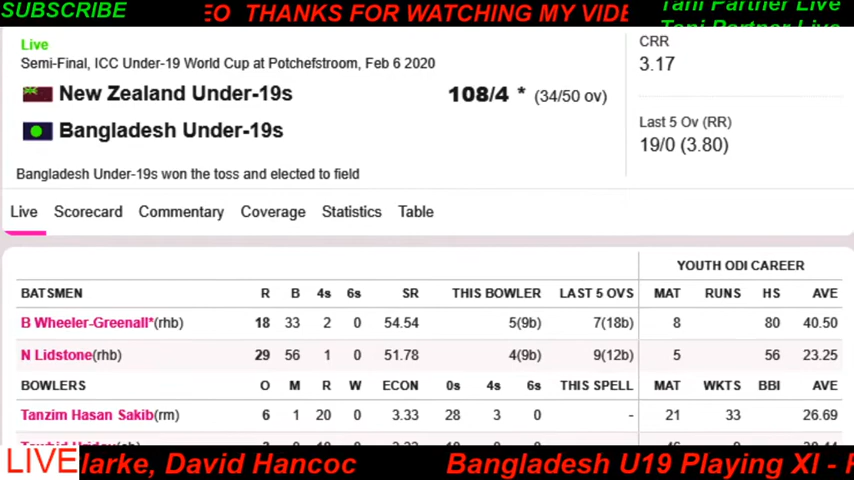 SUBSCRIBE
EO THANKS FOR WATCHING MY VIDE
Tani Partner Live
Tani Partner Live
Live
Semi-Final, ICC Under-19 World Cup at Potchefstroom, Feb 6 2020
New Zealand Under-19s 108/4 * (34/50 ov)
Bangladesh Under-19s
Bangladesh Under-19s won the toss and elected to field
CRR
3.17
Last 5 Ov (RR)
19/0 (3.80)
Live Scorecard Commentary Coverage Statistics Table
YOUTH ODI CAREER
BATSMEN R B 4s 6s SR THIS BOWLER LAST 5 OVS MAT RUNS HS AVE
B Wheeler-Greenall*(rhb) 18 33 2 0 54.54 5(9b) 7(18b) 8 80 40.50
N Lidstone(rhb) 29 56 1 0 51.78 4(9b) 9(12b) 5 56 23.25
BOWLERS O M R W ECON 0s 4s 6s THIS SPELL MAT WKTS BBI AVE
Tanzim Hasan Sakib(rm) 6 1 20 0 3.33 28 3 0 - 21 33 26.69
LIVE larke, David Hancoc Bangladesh U19 Playing XI -